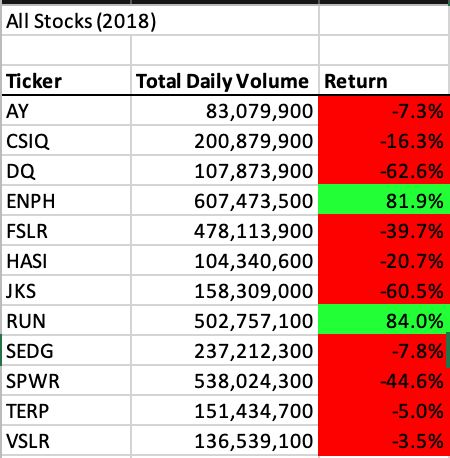 All Stocks (2018)
Ticker Total Daily Volume Return
AY 83,079,900 -7.3%
CSIQ 200,879,900 -16.3%
DQ 107,873,900 -62.6%
ENPH 607,473,500 81.9%
FSLR 478,113,900 -39.7%
HASI 104,340,600 -20.7%
JKS 158,309,000 -60.5%
RUN 502,757,100 84.0%
SEDG 237,212,300 -7.8%
SPWR 538,024,300 -44.6%
TERP 151,434,700 -5.0%
VSLR 136,539,100 -3.5%